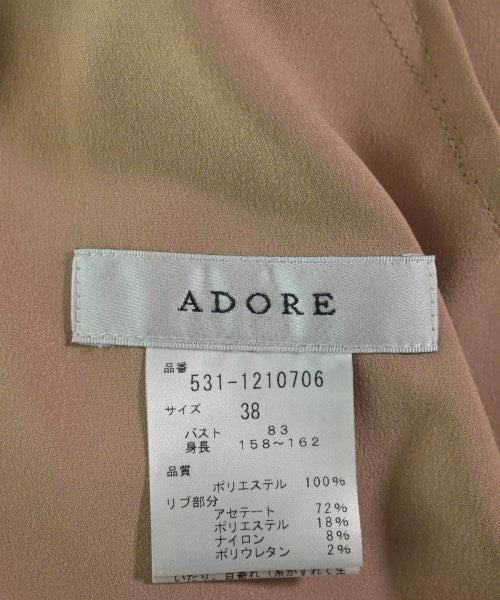 ADORE
品番
531-1210706
サイズ 38
バスト 83
身長 158〜162
品質
ポリエステル 100%
リブ部分
アセテート 72%
ポリエステル 18%
ナイロン 8%
ポリウレタン 2%